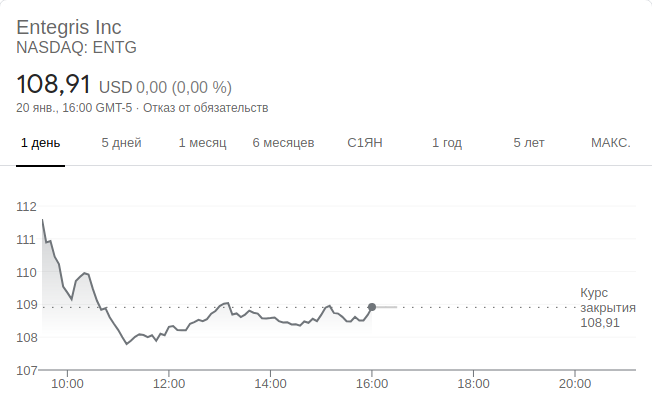 Entegris Inc
NASDAQ: ENTG
108,91 USD 0,00 (0,00 %)
20 янв., 16:00 GMT-5 · Отказ от обязательств
1 день 5 дней 1 месяц 6 месяцев С1ЯН 1 год 5 лет МАКС.
112
111
110
109
108
107
Курс
закрытия
108,91
10:00 12:00 14:00 16:00 18:00 20:00